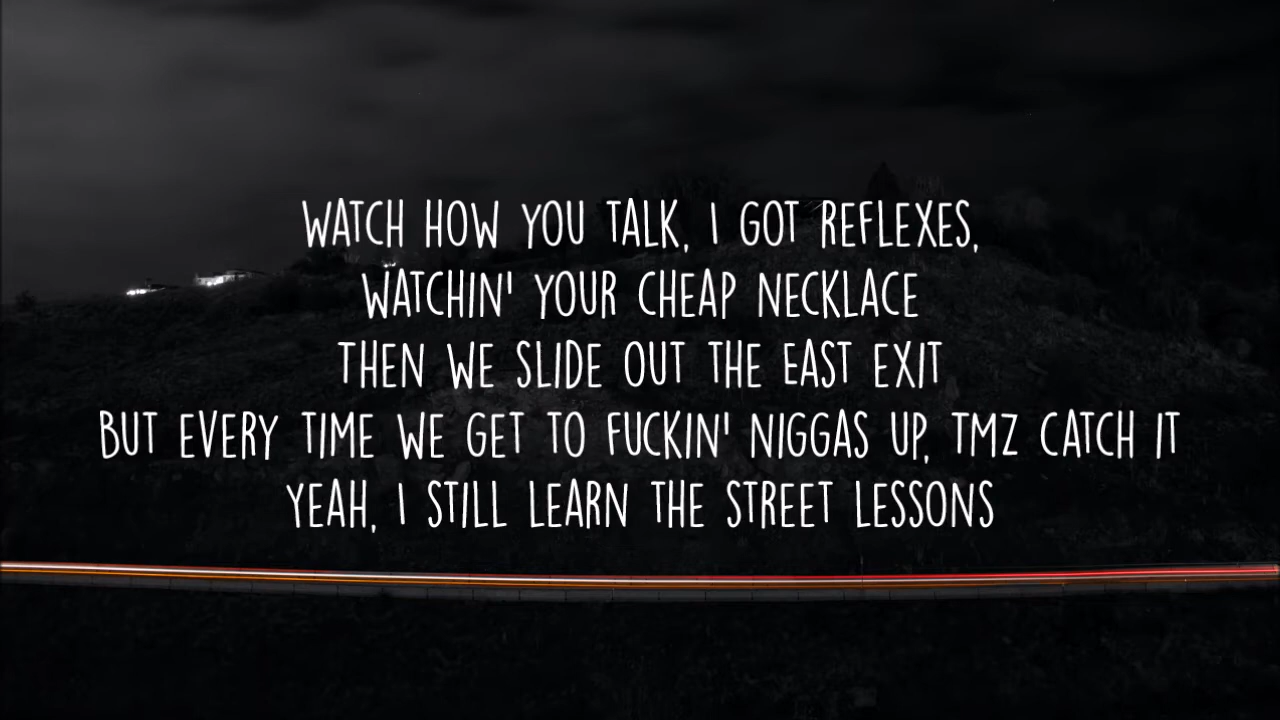 WATCH HOW YOU TALK, I GOT REFLEXES,
WATCHIN' YOUR CHEAP NECKLACE
THEN WE SLIDE OUT THE EAST EXIT
BUT EVERY TIME WE GET TO FUCKIN' NIGGAS UP, TMZ CATCH IT
YEAH, I STILL LEARN THE STREET LESSONS